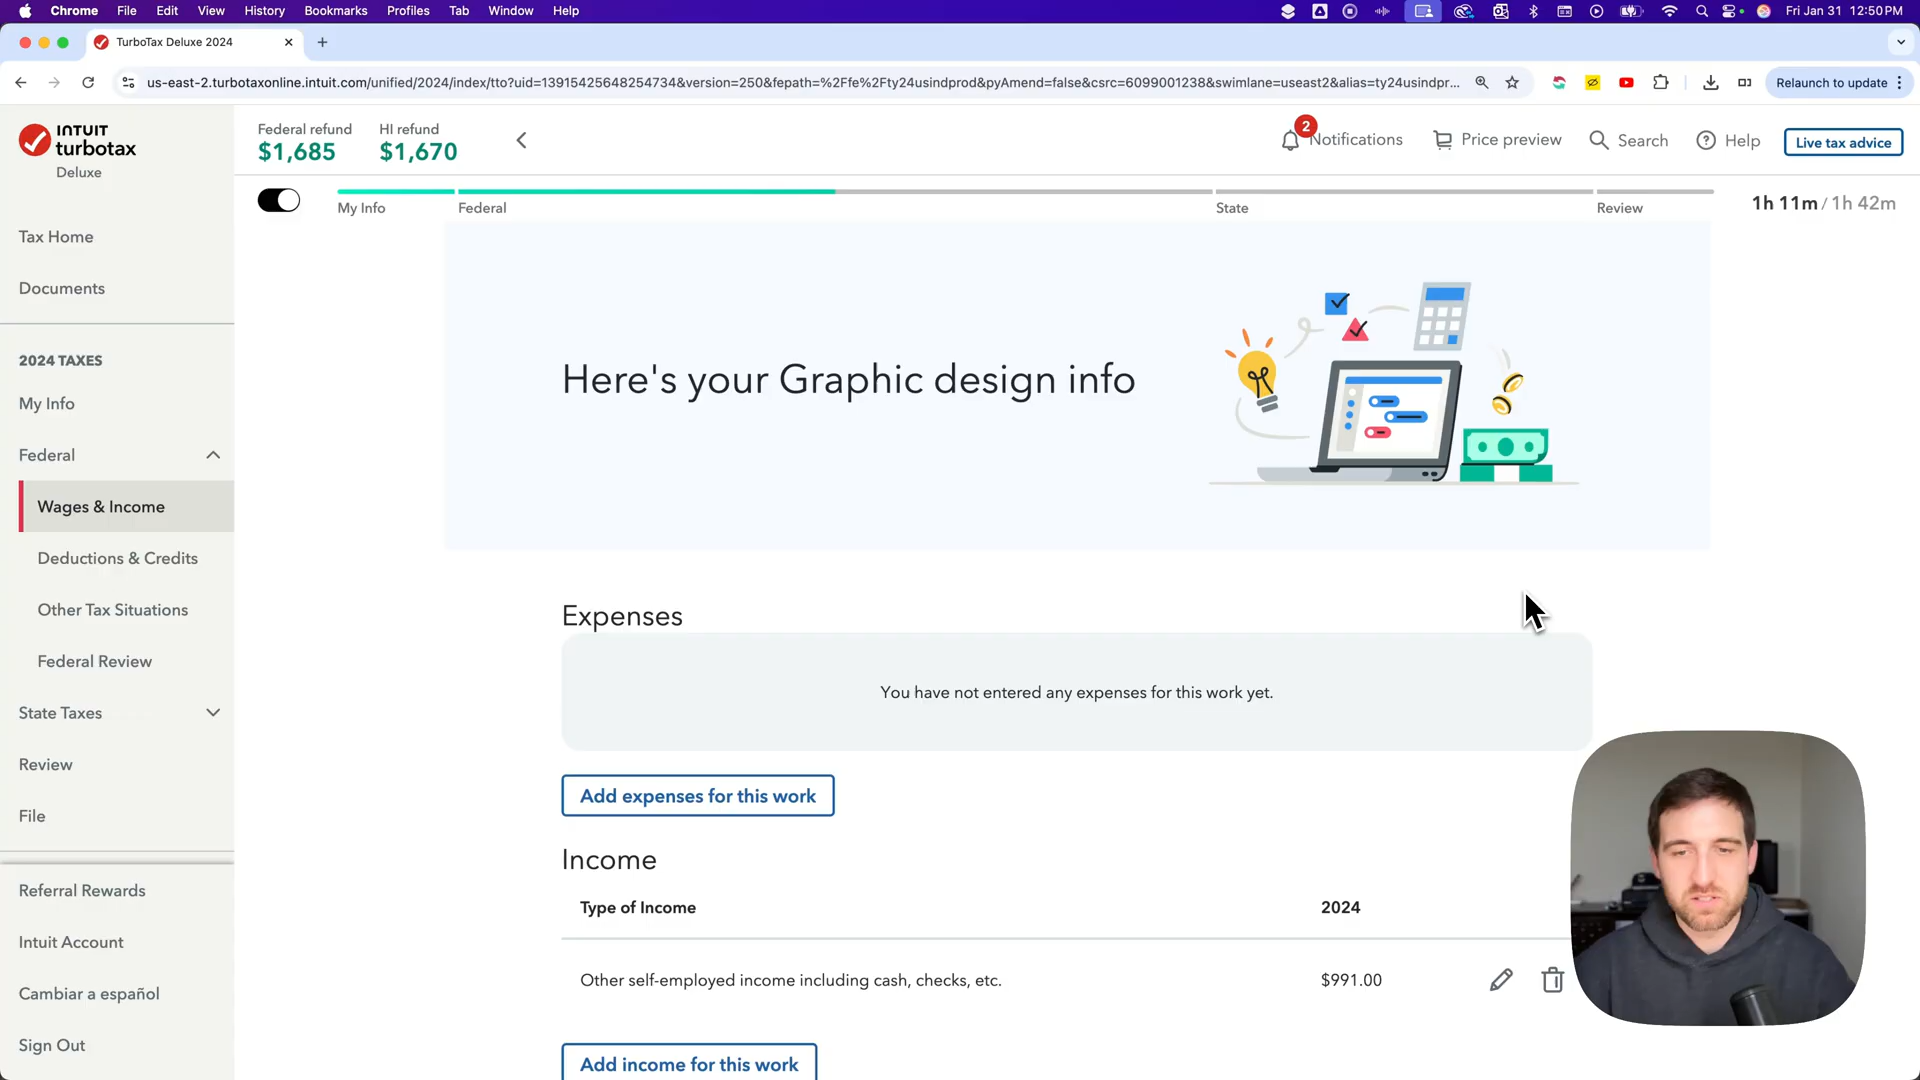 Chrome File Edit View History Bookmarks Profiles Tab Window Help Fri Jan 31 12:50 PM
TurboTax Deluxe 2024
us-east-2.turbotaxonline.intuit.com/unified/2024/index/tto?uid=13915425648254734&version=250&fepath=%2Ffe%2Fty24usindprod&pyAmend=false&csrc=6099001238&swimlane=useast2&alias=ty24usindpr... Relaunch to update
INTUIT
turbotax
Deluxe
Federal refund HI refund
$1,685 $1,670
2 Notifications Price preview Search Help Live tax advice
My Info Federal State Review 1h 11m / 1h 42m
Tax Home
Documents
2024 TAXES
My Info
Federal
Wages & Income
Deductions & Credits
Other Tax Situations
Federal Review
State Taxes
Review
File
Referral Rewards
Intuit Account
Cambiar a español
Sign Out
Here's your Graphic design info
Expenses
You have not entered any expenses for this work yet.
Add expenses for this work
Income
Type of Income 2024
Other self-employed income including cash, checks, etc. $991.00
Add income for this work